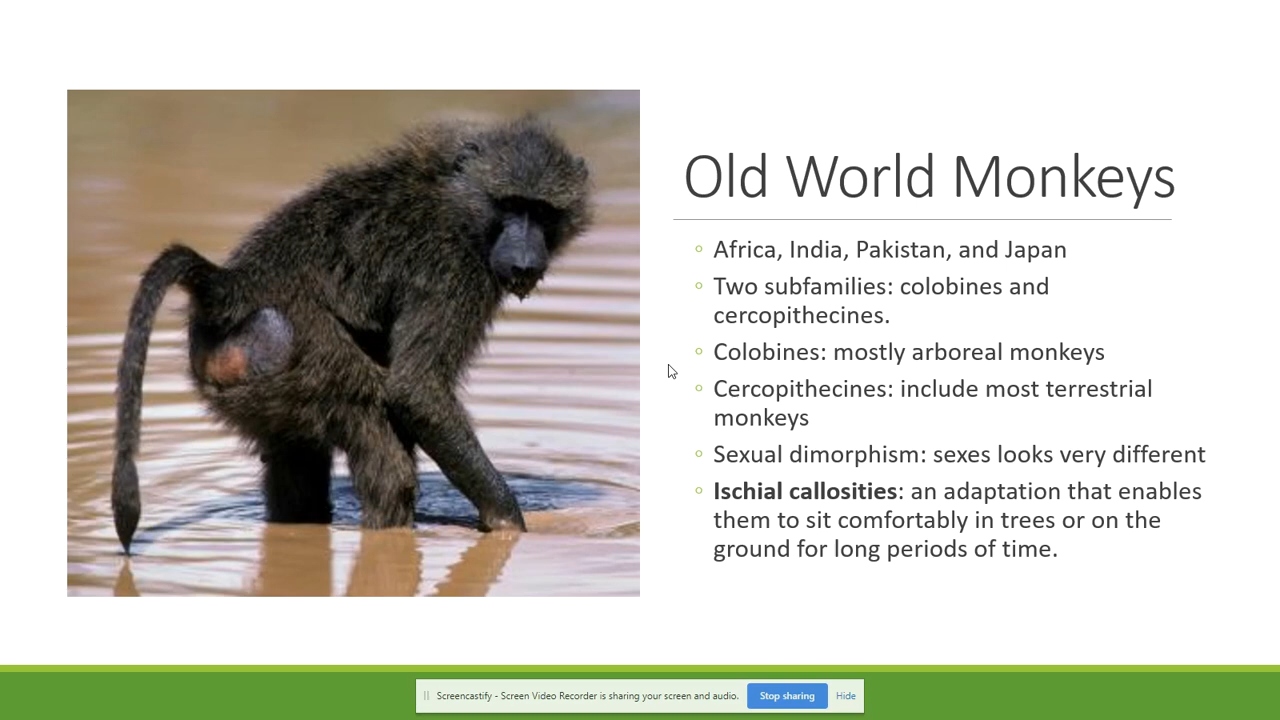 Old World Monkeys
Africa, India, Pakistan, and Japan
Two subfamilies: colobines and
cercopithecines.
Colobines: mostly arboreal monkeys
Cercopithecines: include most terrestrial
monkeys
Sexual dimorphism: sexes looks very different
Ischial callosities: an adaptation that enables
them to sit comfortably in trees or on the
ground for long periods of time.
Screencastify - Screen Video Recorder is sharing your screen and audio. Stop sharing Hide